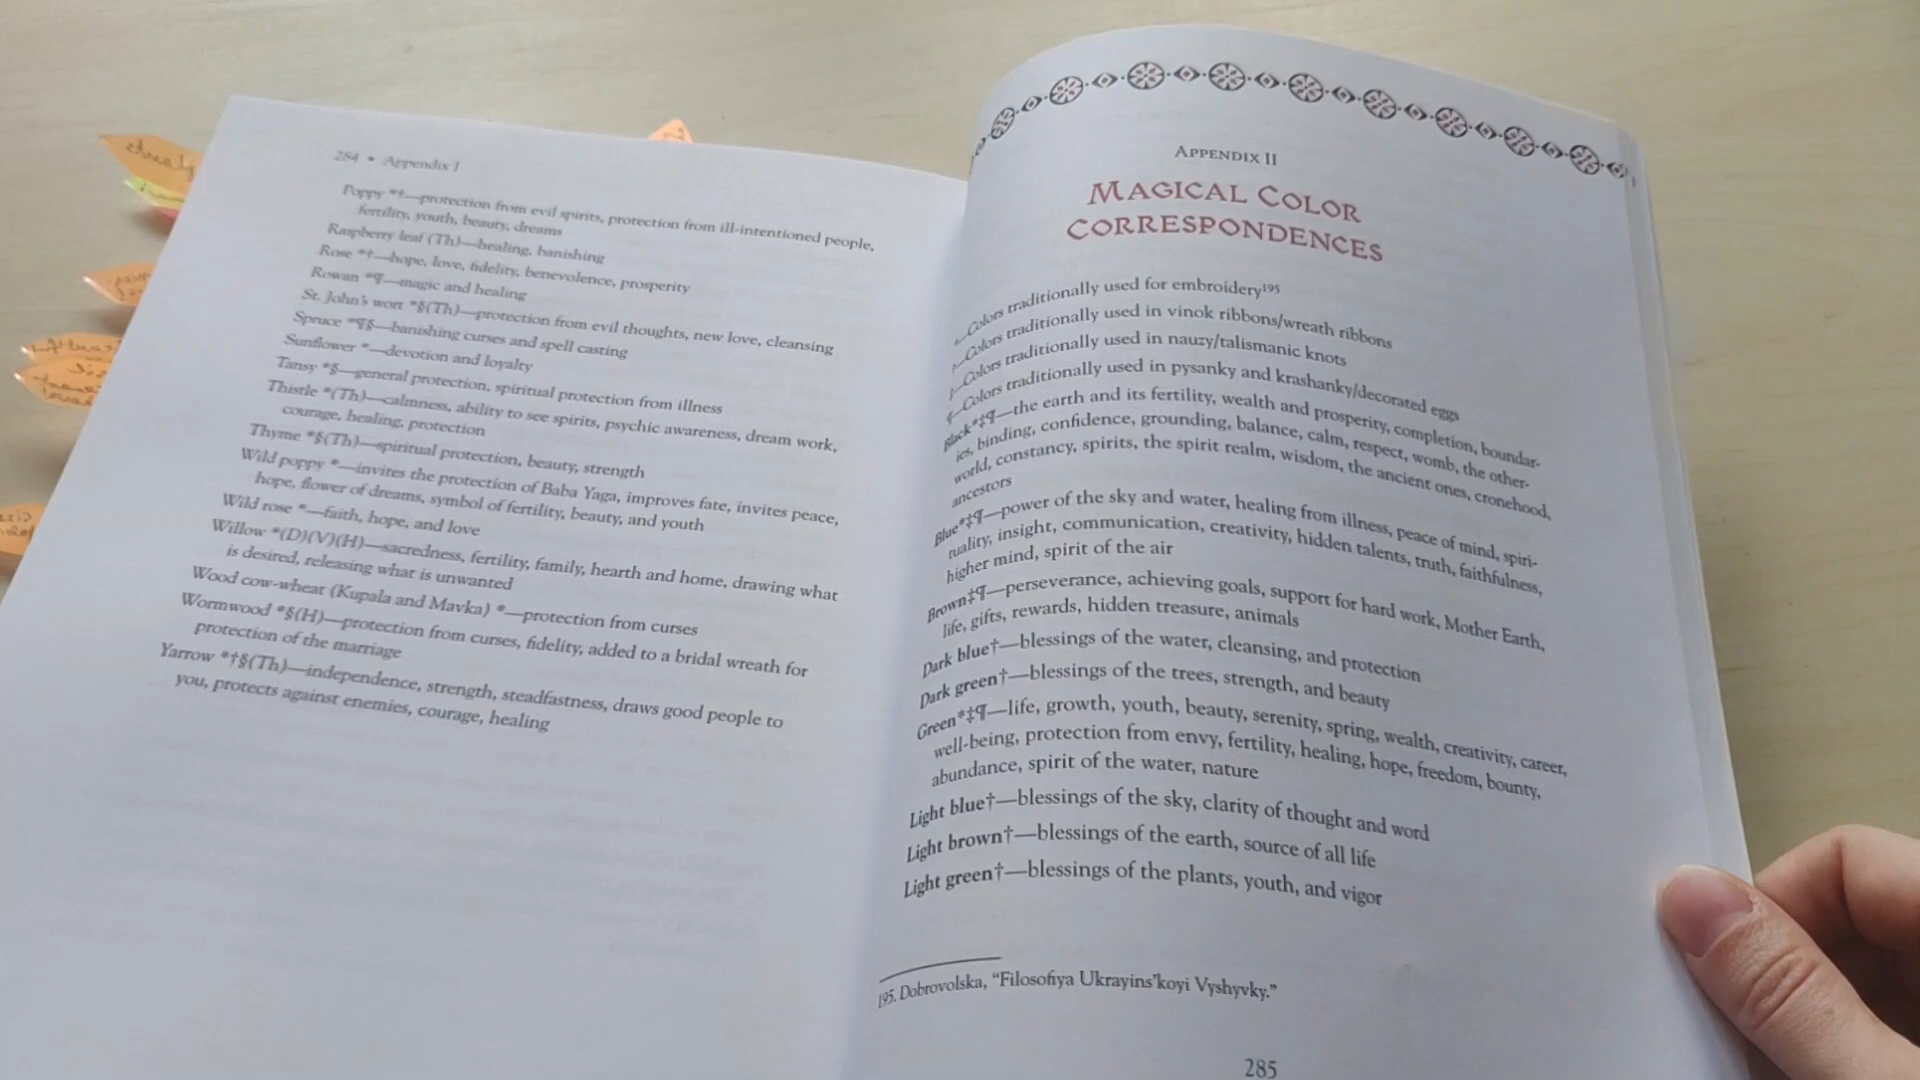 284 • Appendix I
Poppy *†—protection from evil spirits, protection from ill-intentioned people,
fertility, youth, beauty, dreams
Raspberry leaf (Th)—healing, banishing
Rose *†—hope, love, fidelity, benevolence, prosperity
Rowan *¶—magic and healing
St. John's wort *§(Th)—protection from evil thoughts, new love, cleansing
Spruce *¶§—banishing curses and spell casting
Sunflower *—devotion and loyalty
Tansy *§—general protection, spiritual protection from illness
Thistle *(Th)—calmness, ability to see spirits, psychic awareness, dream work,
courage, healing, protection
Thyme *§(Th)—spiritual protection, beauty, strength
Wild poppy *—invites the protection of Baba Yaga, improves fate, invites peace,
hope, flower of dreams, symbol of fertility, beauty, and youth
Wild rose *—faith, hope, and love
Willow *(D)(V)(H)—sacredness, fertility, family, hearth and home, drawing what
is desired, releasing what is unwanted
Wood cow-wheat (Kupala and Mavka) *—protection from curses
Wormwood *§(H)—protection from curses, fidelity, added to a bridal wreath for
protection of the marriage
Yarrow *†§(Th)—independence, strength, steadfastness, draws good people to
you, protects against enemies, courage, healing
APPENDIX II
MAGICAL COLOR
CORRESPONDENCES
*—Colors traditionally used for embroidery195
†—Colors traditionally used in vinok ribbons/wreath ribbons
‡—Colors traditionally used in nauzy/talismanic knots
¶—Colors traditionally used in pysanky and krashanky/decorated eggs
Black*‡¶—the earth and its fertility, wealth and prosperity, completion, boundar-
ies, binding, confidence, grounding, balance, calm, respect, womb, the other-
world, constancy, spirits, the spirit realm, wisdom, the ancient ones, cronehood,
ancestors
Blue*‡¶—power of the sky and water, healing from illness, peace of mind, spiri-
tuality, insight, communication, creativity, hidden talents, truth, faithfulness,
higher mind, spirit of the air
Brown‡¶—perseverance, achieving goals, support for hard work, Mother Earth,
life, gifts, rewards, hidden treasure, animals
Dark blue†—blessings of the water, cleansing, and protection
Dark green†—blessings of the trees, strength, and beauty
Green*‡¶—life, growth, youth, beauty, serenity, spring, wealth, creativity, career,
well-being, protection from envy, fertility, healing, hope, freedom, bounty,
abundance, spirit of the water, nature
Light blue†—blessings of the sky, clarity of thought and word
Light brown†—blessings of the earth, source of all life
Light green†—blessings of the plants, youth, and vigor
195. Dobrovolska, “Filosofiya Ukrayins'koyi Vyshyvky.”
285